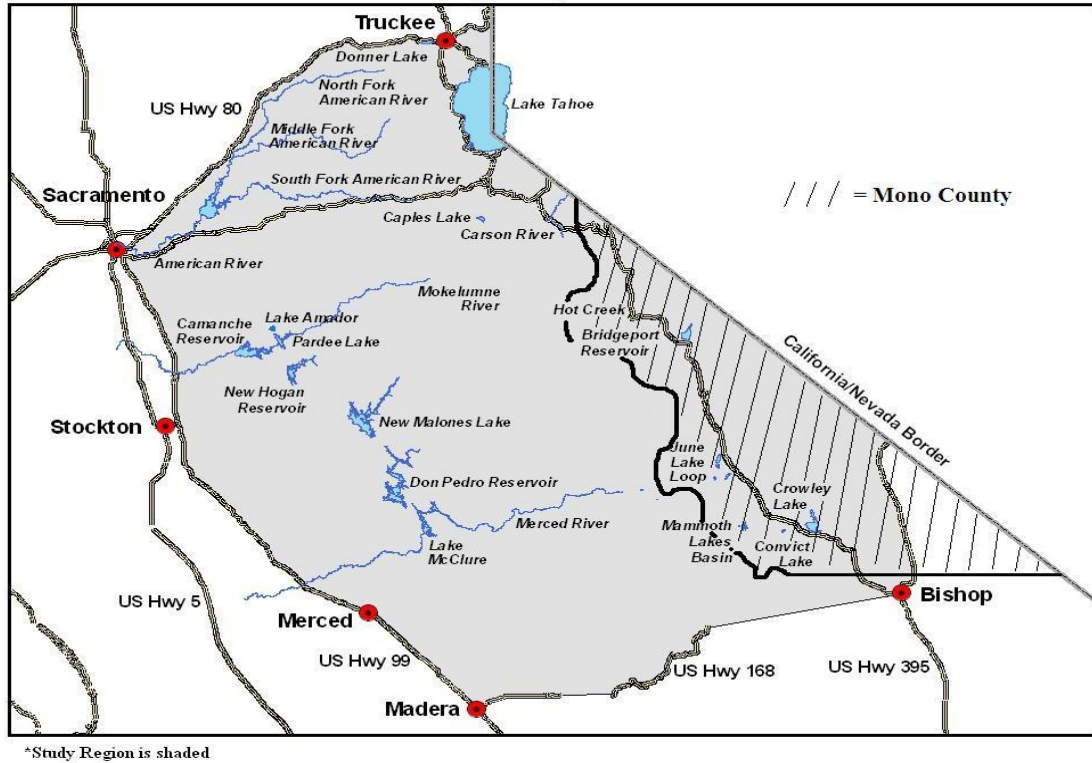 Truckee
Donner Lake
North Fork
American River
Lake Tahoe
US Hwy 80
Middle Fork
American River
South Fork American River
Sacramento
/ / / = Mono County
Caples Lake
Carson River
American River
Mokelumne
River
Hot Creek
Lake Amador
Camanche
Reservoir
Pardee Lake
Bridgeport
Reservoir
California/Nevada Border
New Hogan
Reservoir
New Malones Lake
Stockton
June
Lake
Loop
Don Pedro Reservoir
Crowley
Lake
Merced River
Mammoth
Lakes
Basin
Convict
Lake
Lake
McClure
US Hwy 5
Bishop
Merced
US Hwy 99
US Hwy 168
US Hwy 395
Madera
*Study Region is shaded